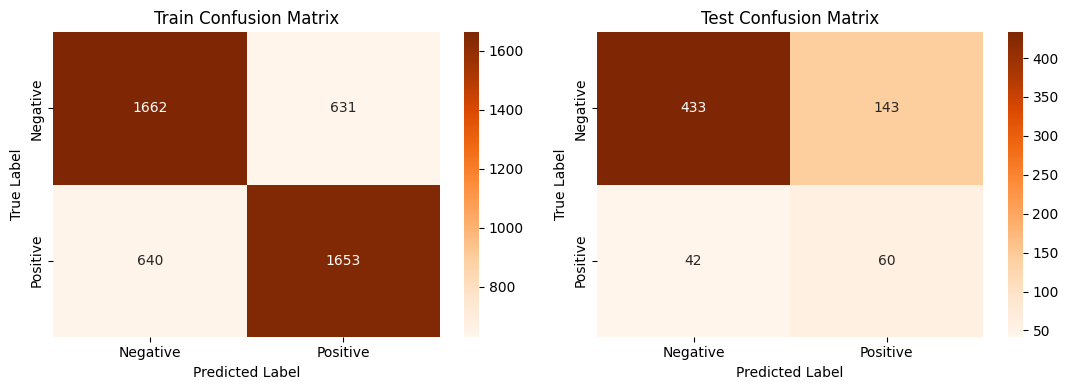 Train Confusion Matrix
True Label
Negative
Positive
1662
631
640
1653
Negative
Positive
Predicted Label
1600
1400
1200
1000
800
Test Confusion Matrix
True Label
Negative
Positive
433
143
42
60
Negative
Positive
Predicted Label
400
350
300
250
200
150
100
50